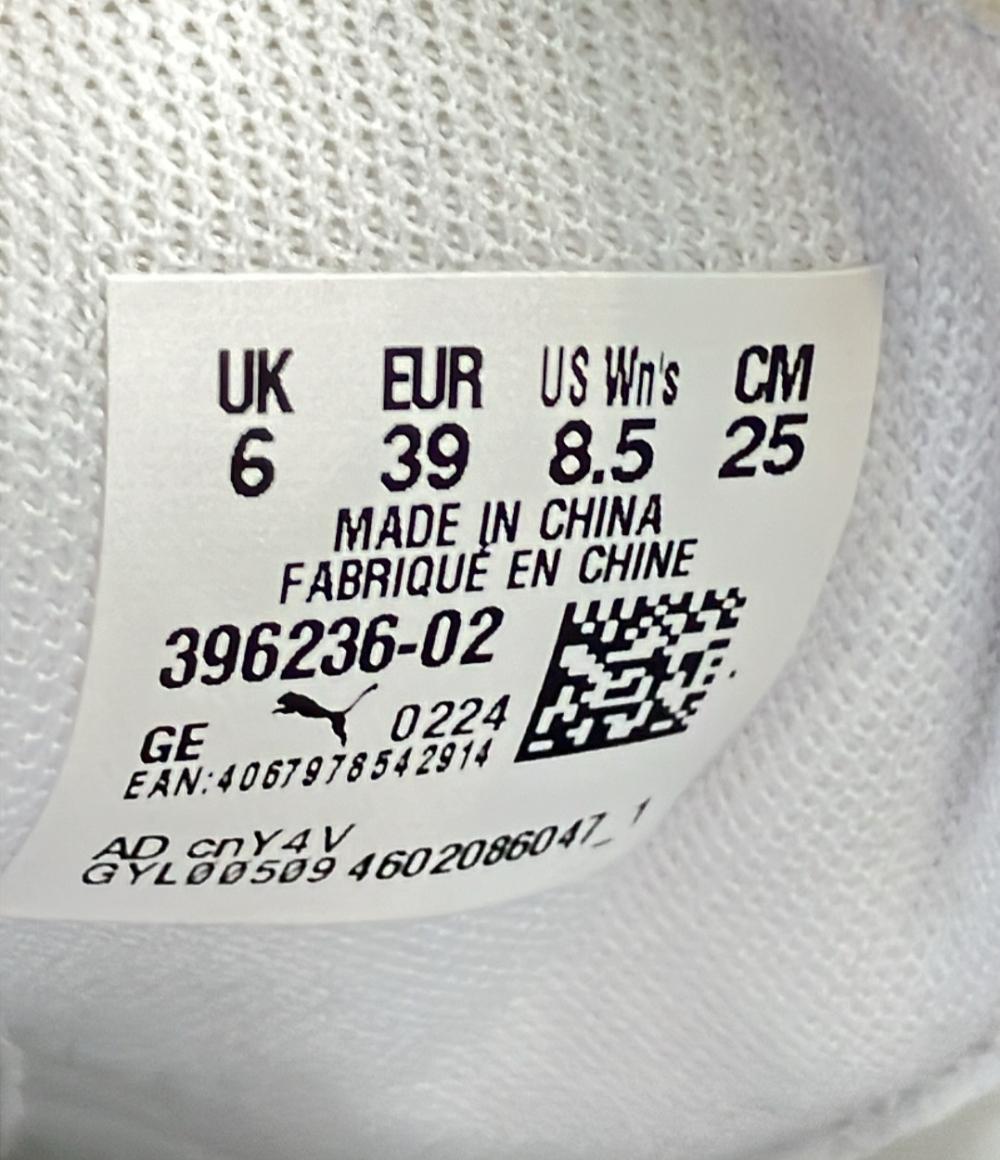 UK EUR US Wn's CM
6 39 8.5 25
MADE IN CHINA
FABRIQUÉ EN CHINE
396236-02
GE 0224
EAN:4067978542914
AD cnY4V
GYL00509 4602086047_1